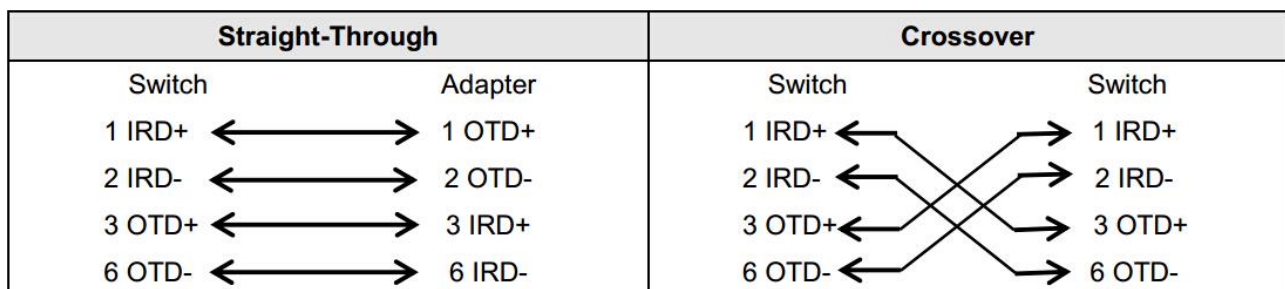 Straight-Through Crossover
Switch Adapter Switch Switch
1 IRD+ 1 OTD+ 1 IRD+ 1 IRD+
2 IRD- 2 OTD- 2 IRD- 2 IRD-
3 OTD+ 3 IRD+ 3 OTD+ 3 OTD+
6 OTD- 6 IRD- 6 OTD- 6 OTD-